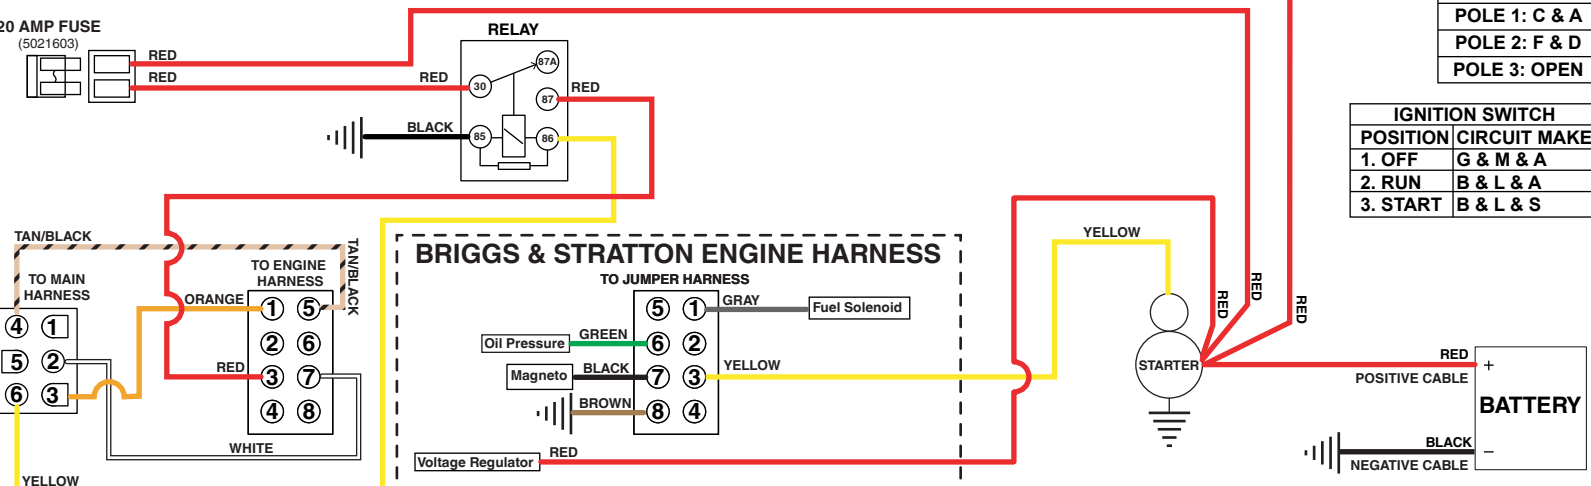 20 AMP FUSE
(5021603)
RED
RED
RED
RELAY
87A
30
87
RED
BLACK
85
86
POLE 1: C & A
POLE 2: F & D
POLE 3: OPEN
IGNITION SWITCH
POSITION CIRCUIT MAKE
1. OFF G & M & A
2. RUN B & L & A
3. START B & L & S
TAN/BLACK
TAN/BLACK
TO MAIN
HARNESS
4 1
5 2
6 3
YELLOW
TO ENGINE
HARNESS
ORANGE
1 5
2 6
RED
3 7
4 8
WHITE
BRIGGS & STRATTON ENGINE HARNESS
TO JUMPER HARNESS
5 1
GRAY
Fuel Solenoid
Oil Pressure
GREEN
6 2
Magneto
BLACK
7 3
YELLOW
BROWN
8 4
Voltage Regulator
RED
YELLOW
RED
RED
RED
STARTER
RED
POSITIVE CABLE
+
BATTERY
BLACK
−
NEGATIVE CABLE